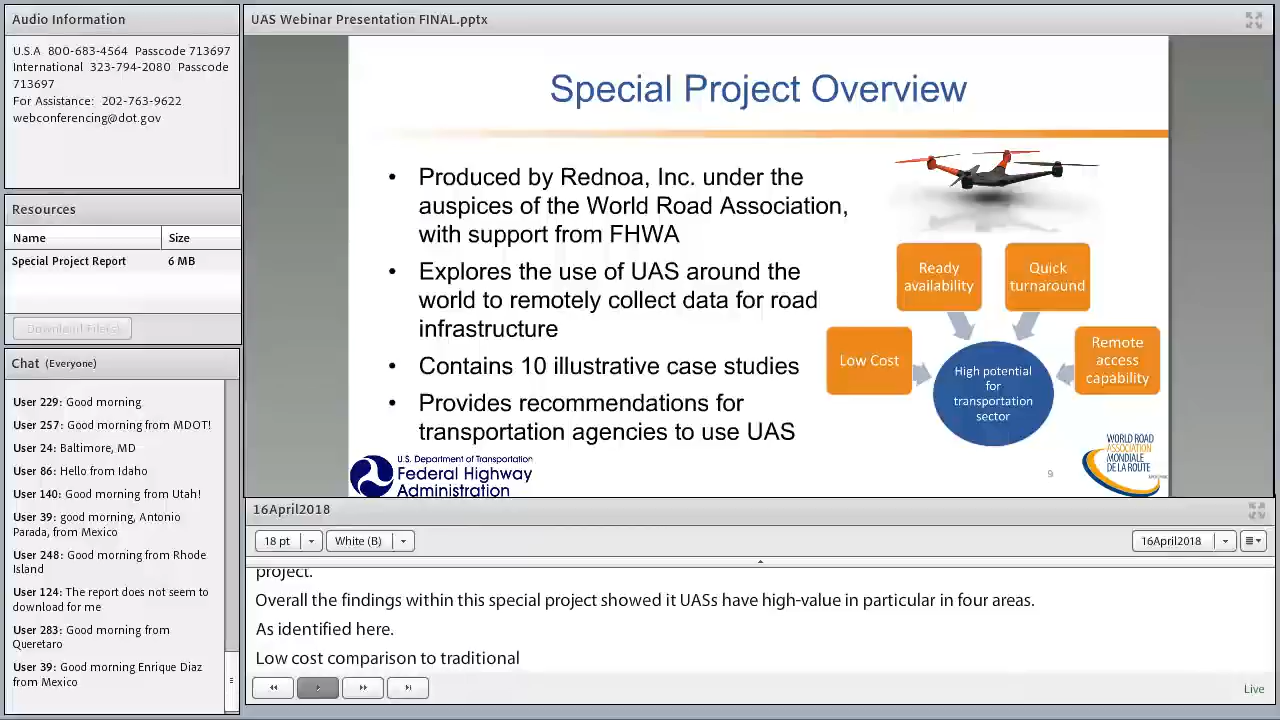 Audio Information
U.S.A 800-683-4564 Passcode 713697
International 323-794-2080 Passcode
713697
For Assistance: 202-763-9622
webconferencing@dot.gov
Resources
Name Size
Special Project Report 6 MB
Download File(s)
Chat (Everyone)
User 229: Good morning
User 257: Good morning from MDOT!
User 24: Baltimore, MD
User 86: Hello from Idaho
User 140: Good morning from Utah!
User 39: good morning, Antonio
Parada, from Mexico
User 248: Good morning from Rhode
Island
User 124: The report does not seem to
download for me
User 283: Good morning from
Queretaro
User 39: Good morning Enrique Diaz
from Mexico
UAS Webinar Presentation FINAL.pptx
Special Project Overview
• Produced by Rednoa, Inc. under the
auspices of the World Road Association,
with support from FHWA
• Explores the use of UAS around the
world to remotely collect data for road
infrastructure
• Contains 10 illustrative case studies
• Provides recommendations for
transportation agencies to use UAS
Ready
availability
Quick
turnaround
Low Cost
Remote
access
capability
High potential
for
transportation
sector
U.S. Department of Transportation
Federal Highway
Administration
9
WORLD ROAD
ASSOCIATION
MONDIALE
DE LA ROUTE
16April2018
18 pt
White (B)
16April2018
project.
Overall the findings within this special project showed it UASs have high-value in particular in four areas.
As identified here.
Low cost comparison to traditional
Live